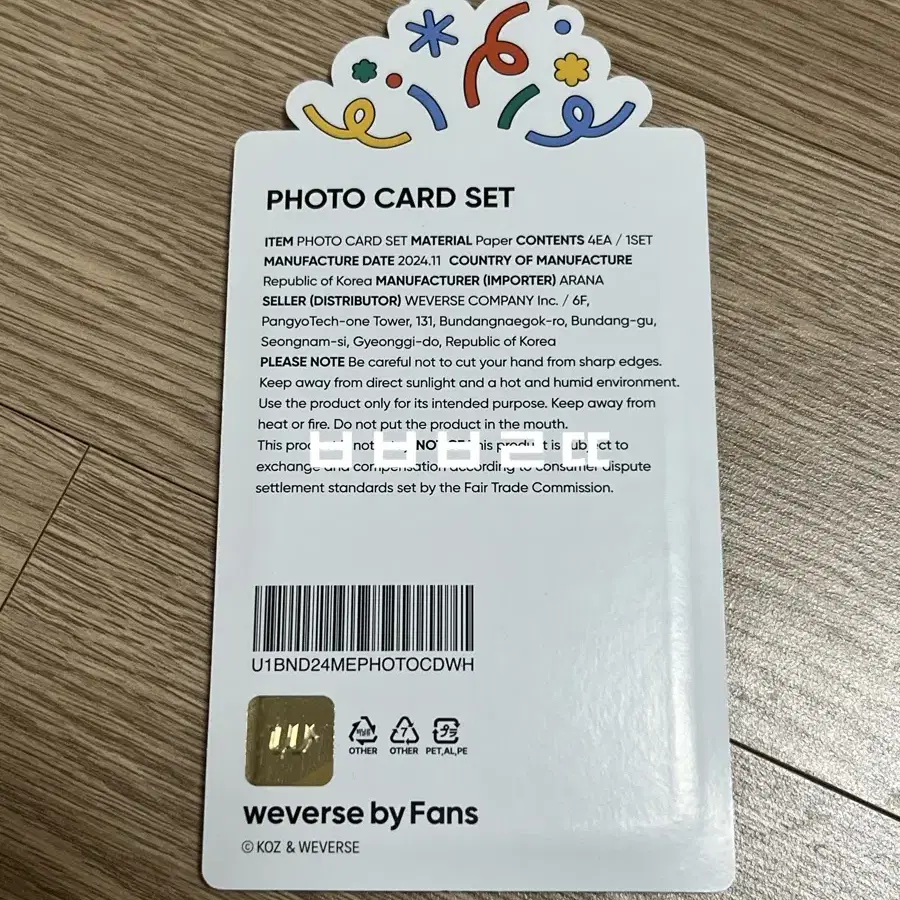 PHOTO CARD SET
ITEM PHOTO CARD SET MATERIAL Paper CONTENTS 4EA / 1SET
MANUFACTURE DATE 2024.11 COUNTRY OF MANUFACTURE
Republic of Korea MANUFACTURER (IMPORTER) ARANA
SELLER (DISTRIBUTOR) WEVERSE COMPANY Inc. / 6F,
PangyoTech-one Tower, 131, Bundangnaegok-ro, Bundang-gu,
Seongnam-si, Gyeonggi-do, Republic of Korea
PLEASE NOTE Be careful not to cut your hand from sharp edges.
Keep away from direct sunlight and a hot and humid environment.
Use the product only for its intended purpose. Keep away from
heat or fire. Do not put the product in the mouth.
This product is not NOTICE This product is subject to
exchange and compensation according to consumer dispute
settlement standards set by the Fair Trade Commission.
U1BND24MEPHOTOCDWH
OTHER OTHER PET,AL,PE
weverse by Fans
© KOZ & WEVERSE